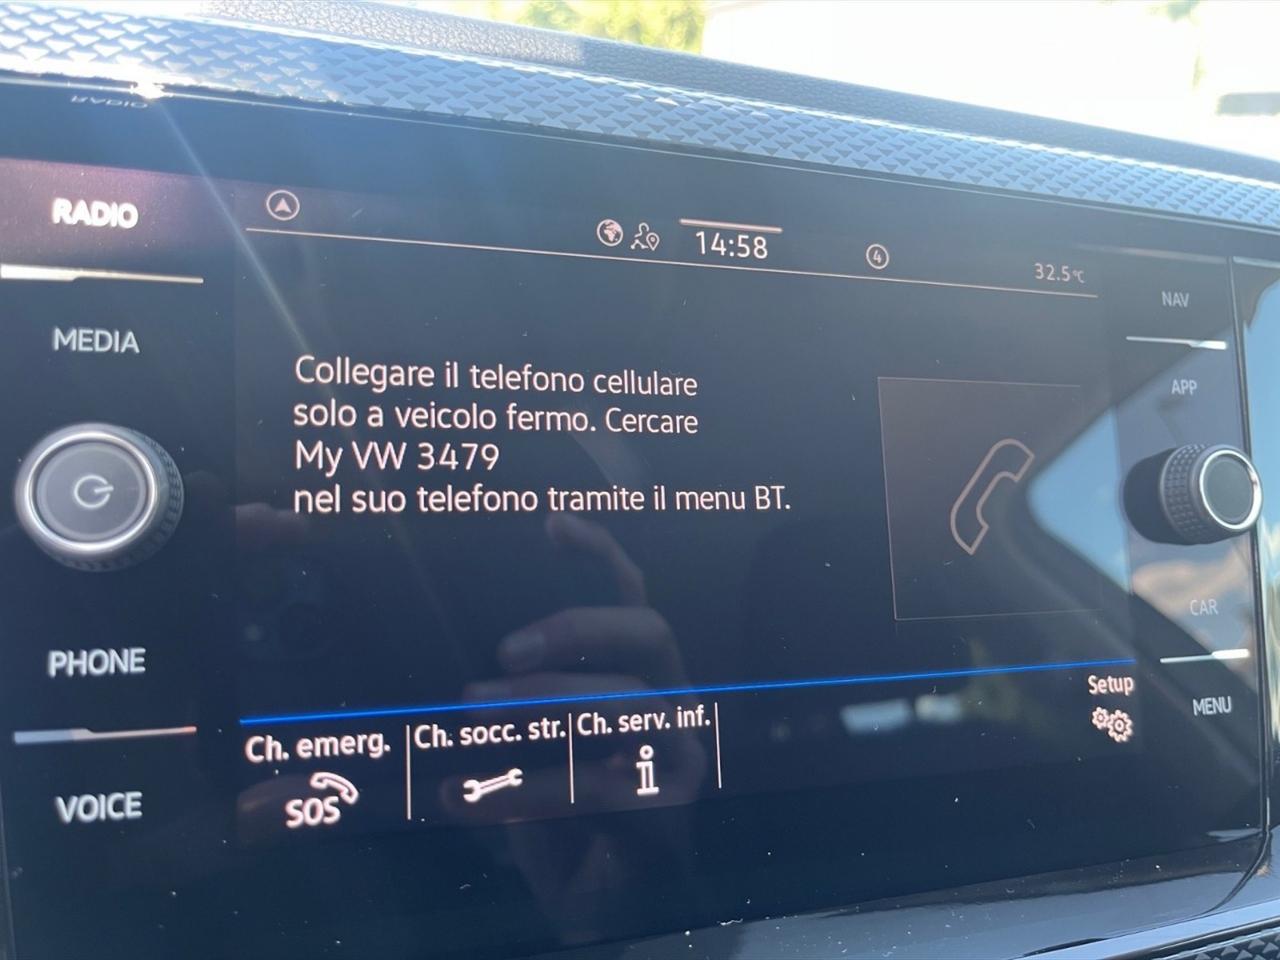 RADIO
MEDIA
PHONE
VOICE
14:58
4
32.5°C
Collegare il telefono cellulare
solo a veicolo fermo. Cercare
My VW 3479
nel suo telefono tramite il menu BT.
Ch. emerg.
SOS
Ch. socc. str.
Ch. serv. inf.
i
Setup
NAV
APP
CAR
MENU